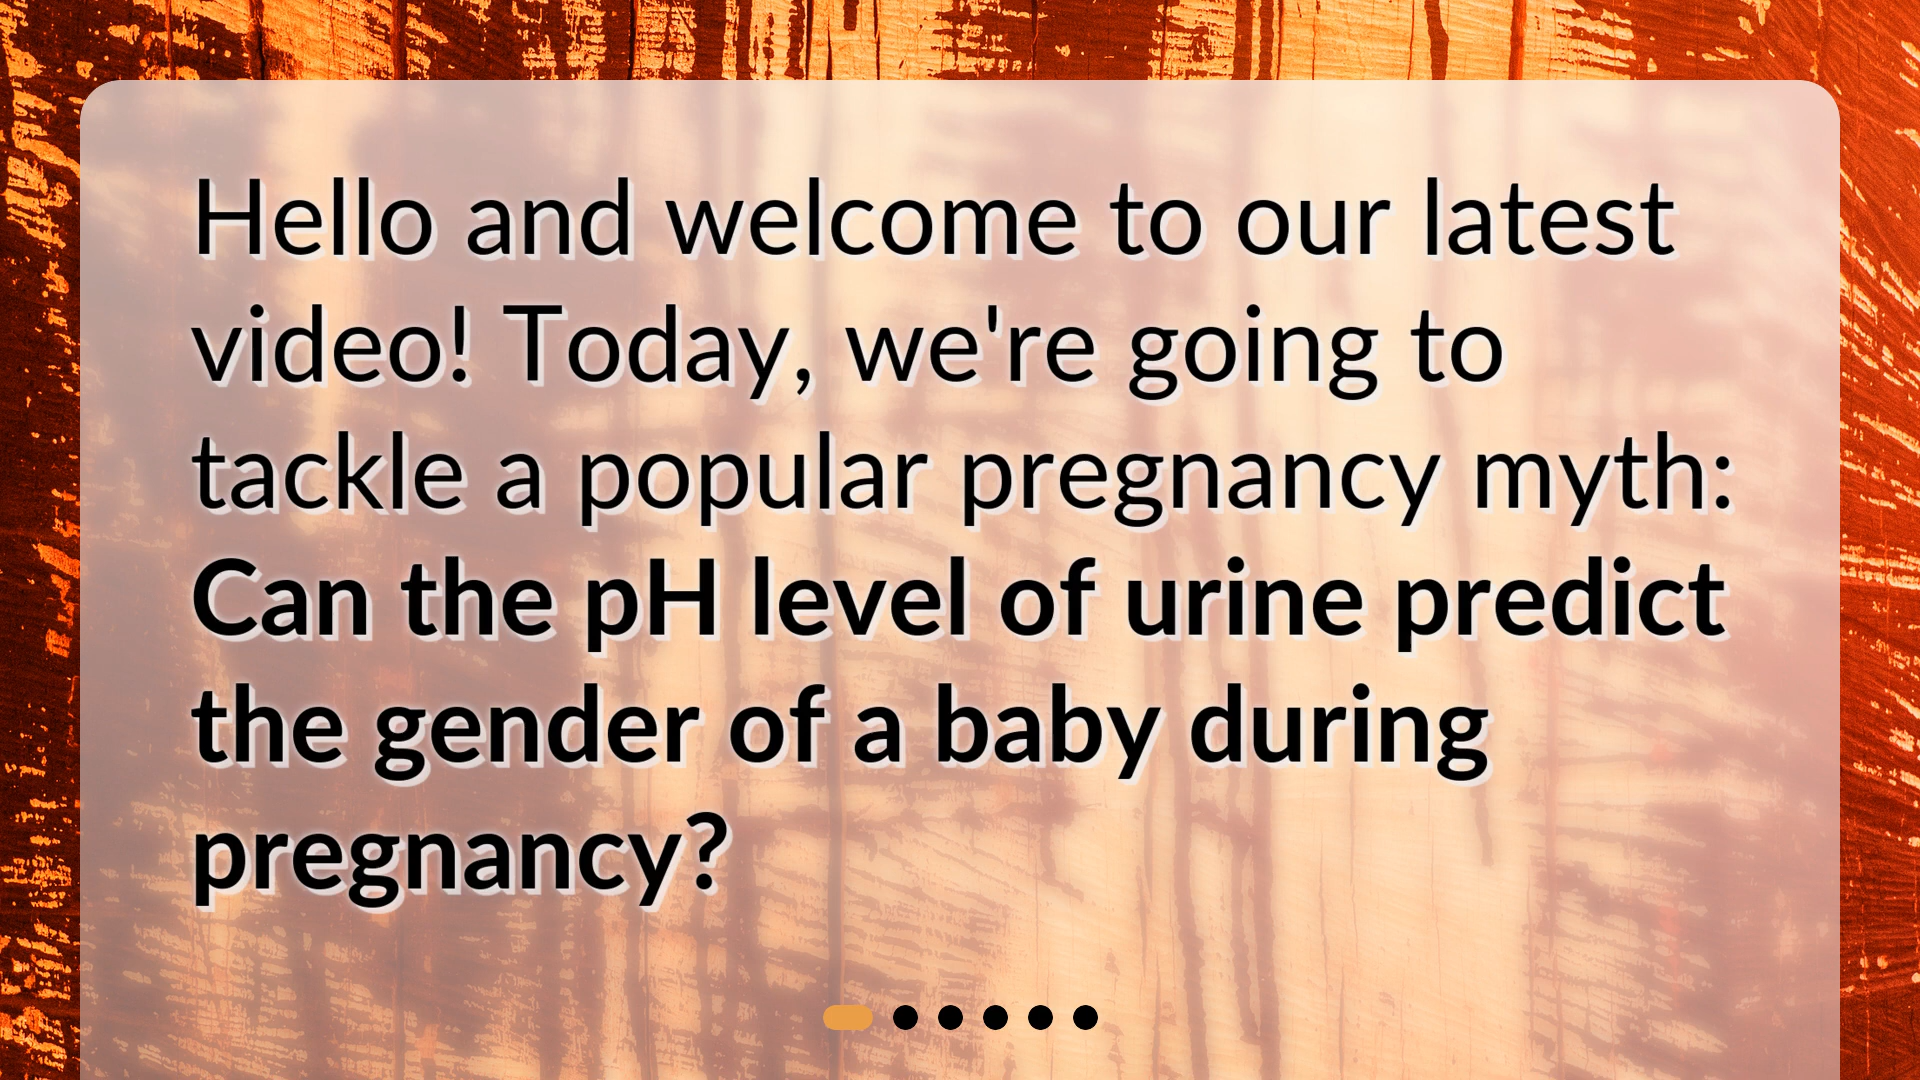 Hello and welcome to our latest
video! Today, we're going to
tackle a popular pregnancy myth:
Can the pH level of urine predict
the gender of a baby during
pregnancy?